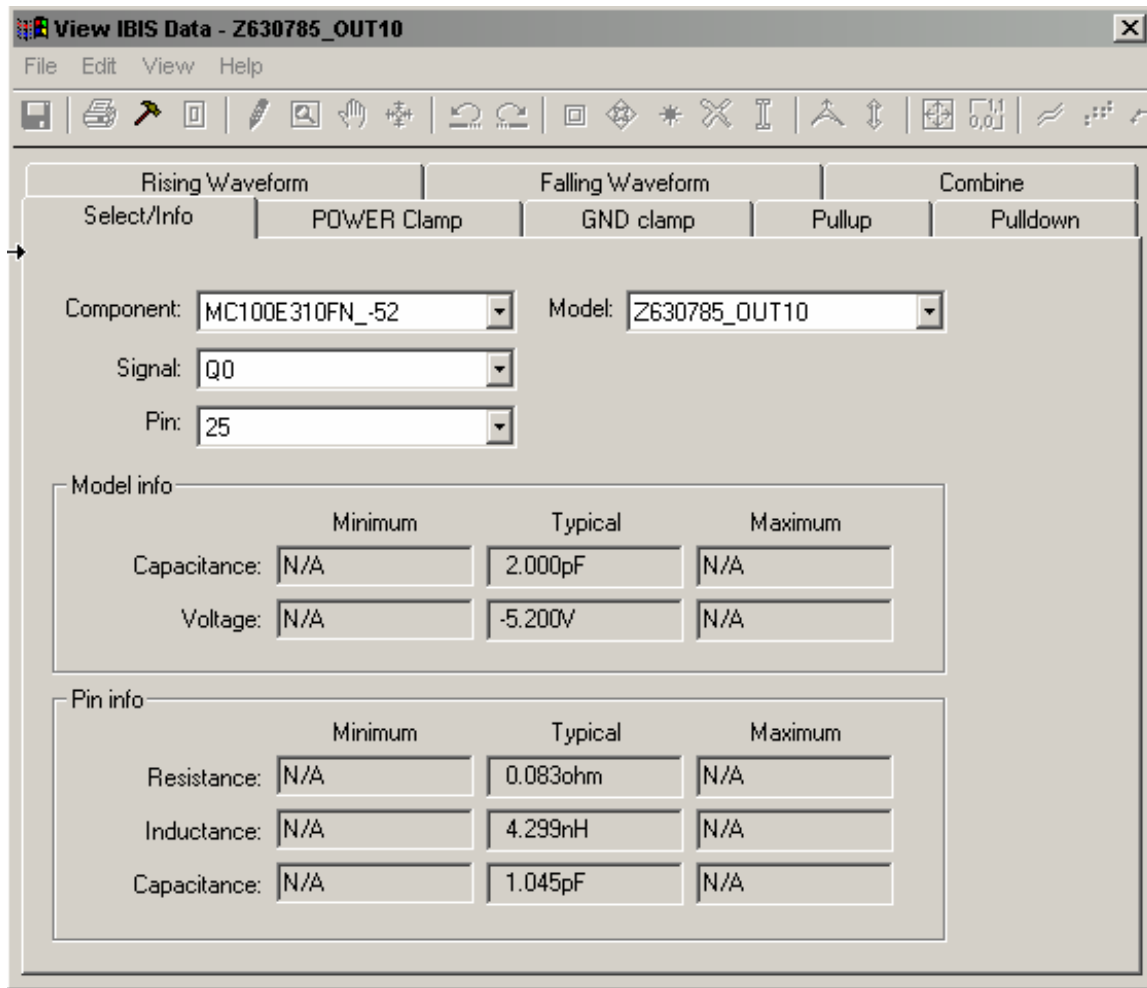 View IBIS Data - Z630785_OUT10
File Edit View Help
Rising Waveform Falling Waveform Combine
Select/Info POWER Clamp GND clamp Pullup Pulldown
Component: MC100E310FN_-52 Model: Z630785_OUT10
Signal: Q0
Pin: 25
Model info
Minimum Typical Maximum
Capacitance: N/A 2.000pF N/A
Voltage: N/A -5.200V N/A
Pin info
Minimum Typical Maximum
Resistance: N/A 0.083ohm N/A
Inductance: N/A 4.299nH N/A
Capacitance: N/A 1.045pF N/A